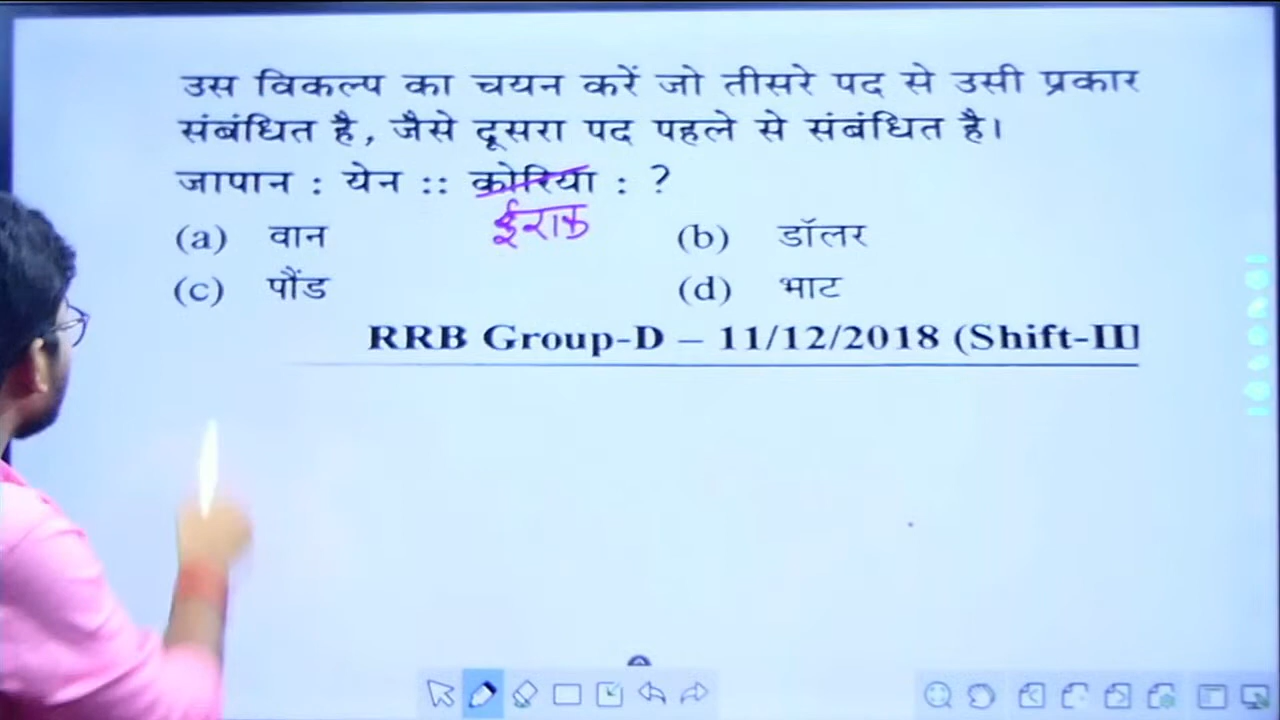 उस विकल्प का चयन करें जो तीसरे पद से उसी प्रकार
संबंधित है, जैसे दूसरा पद पहले से संबंधित है।
जापान : येन :: कोरिया : ?
ईराक
(a) वान (b) डॉलर
(c) पौंड (d) भाट
RRB Group-D – 11/12/2018 (Shift-II